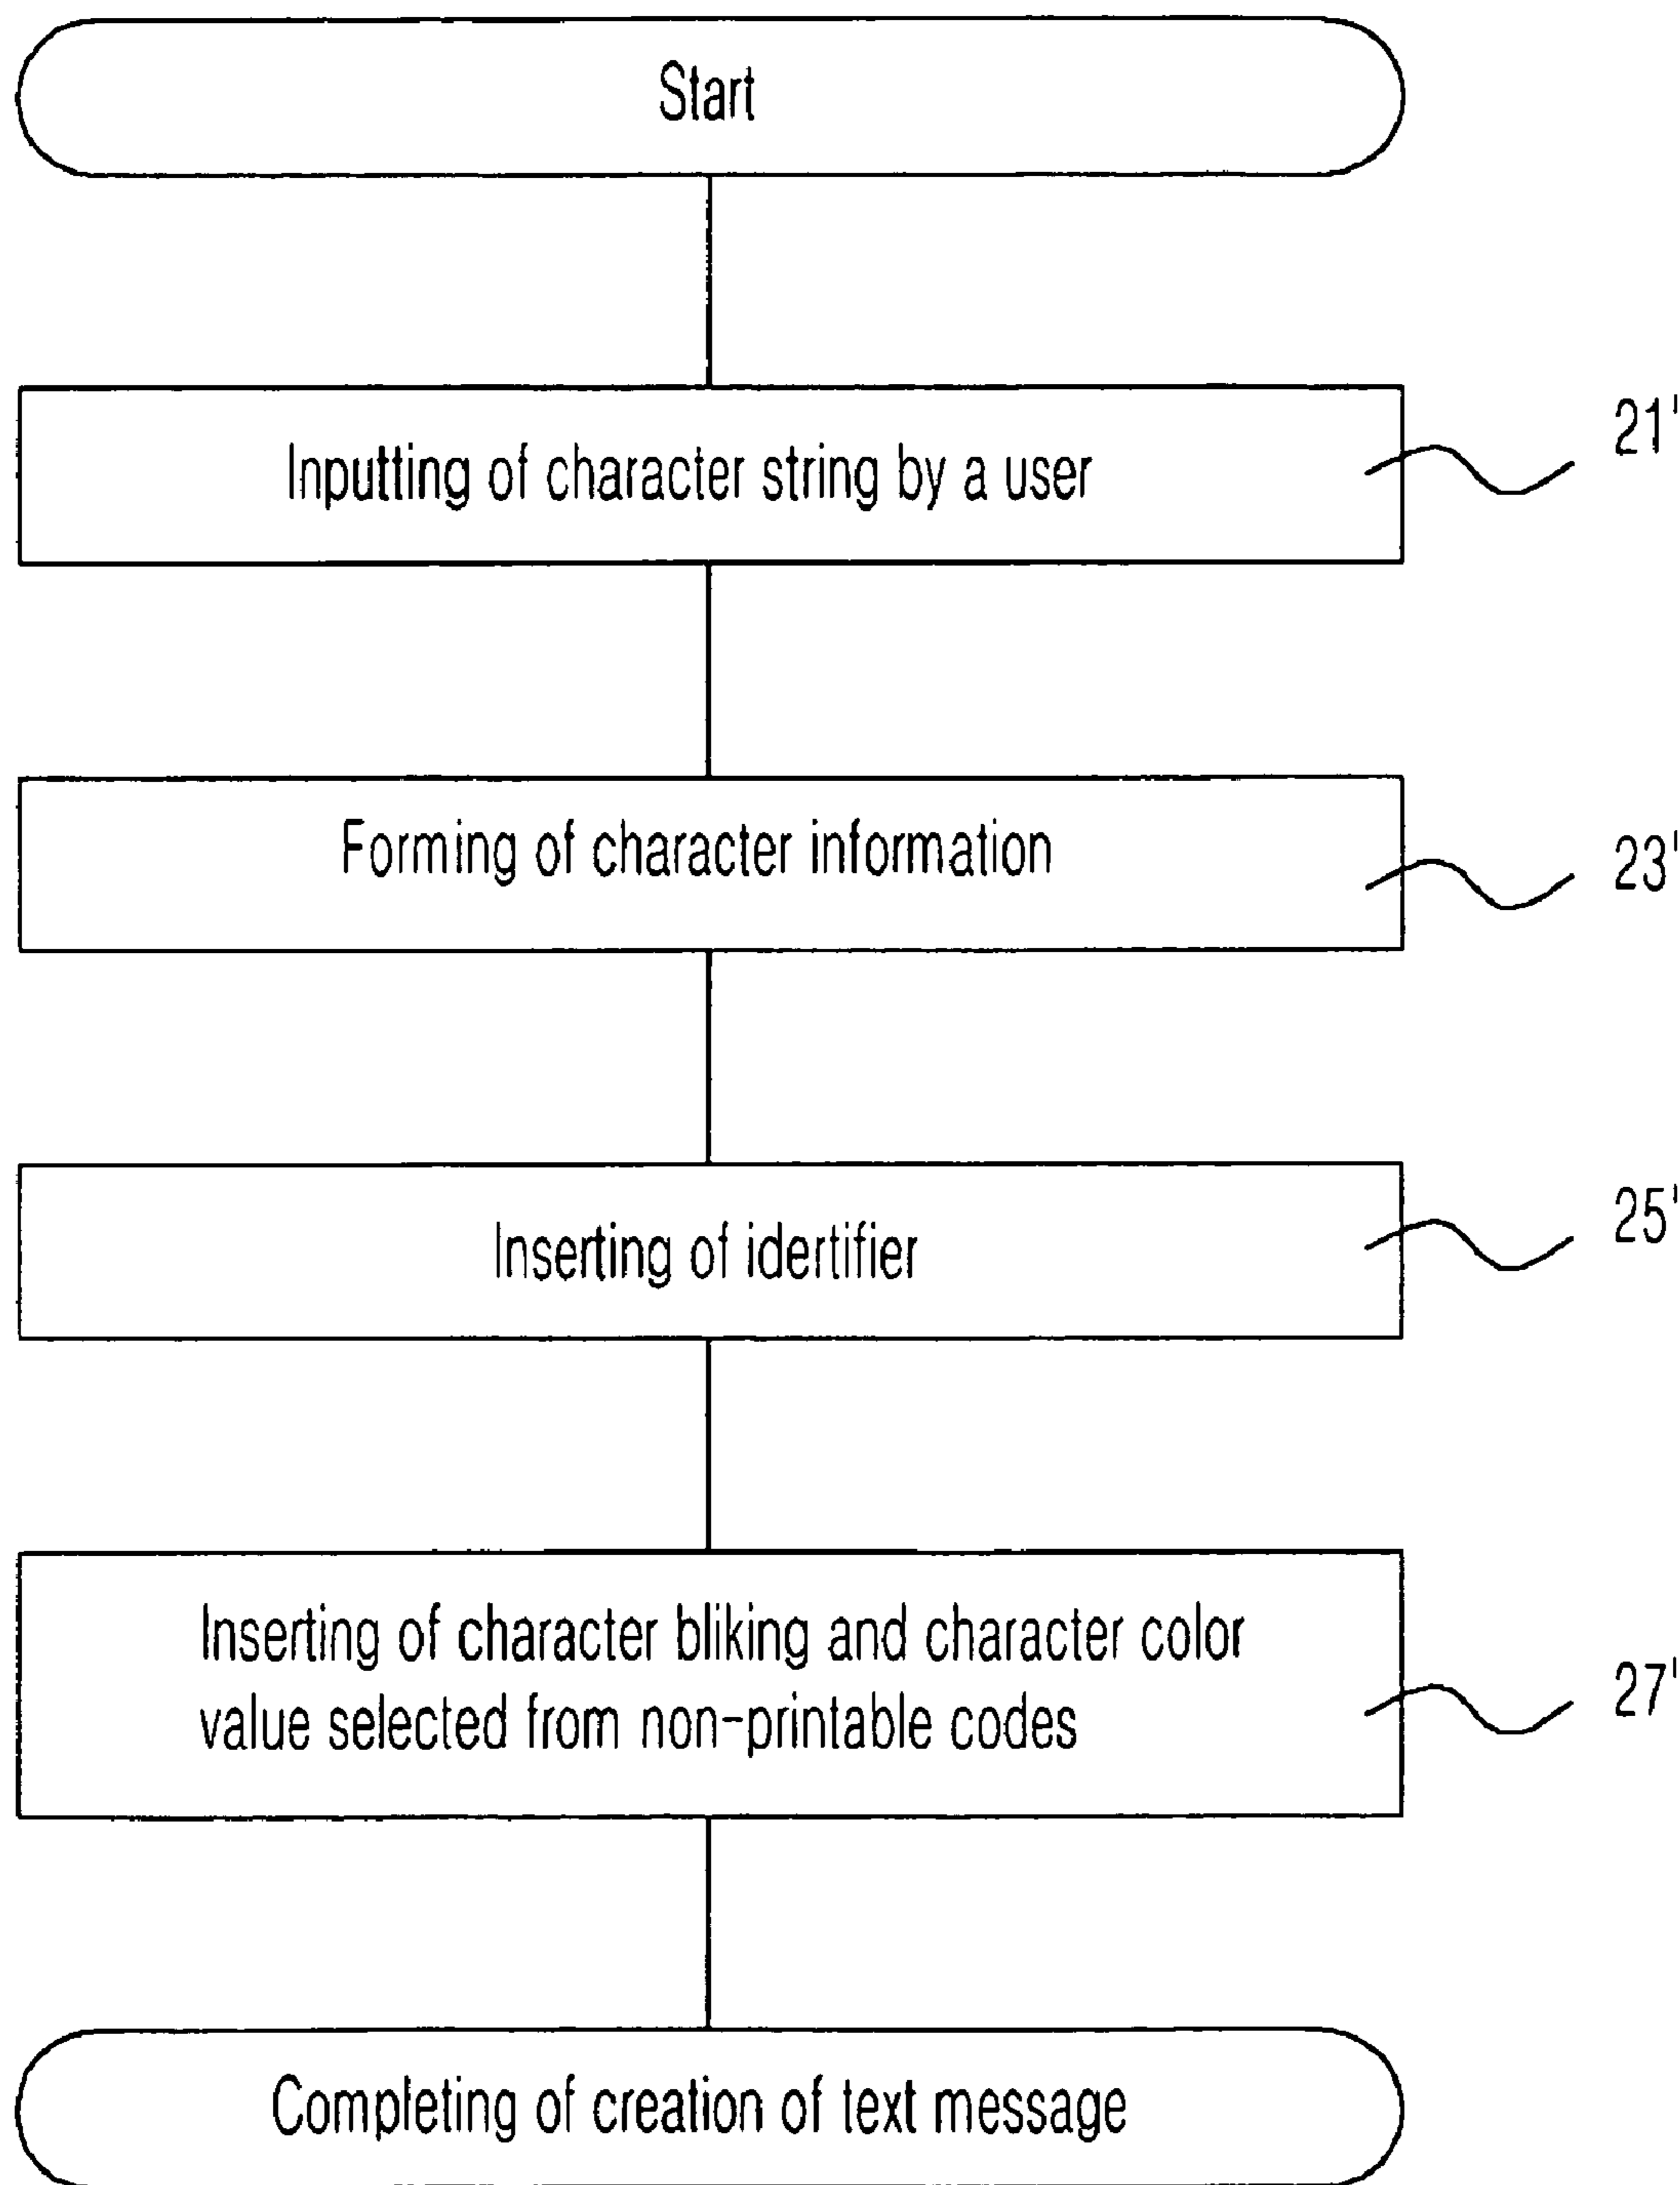 Start
Inputting of character string by a user
21'
Forming of character information
23'
Inserting of idertifier
25'
Inserting of character bliking and character color
value selected from non-printable codes
27'
Completing of creation of text message